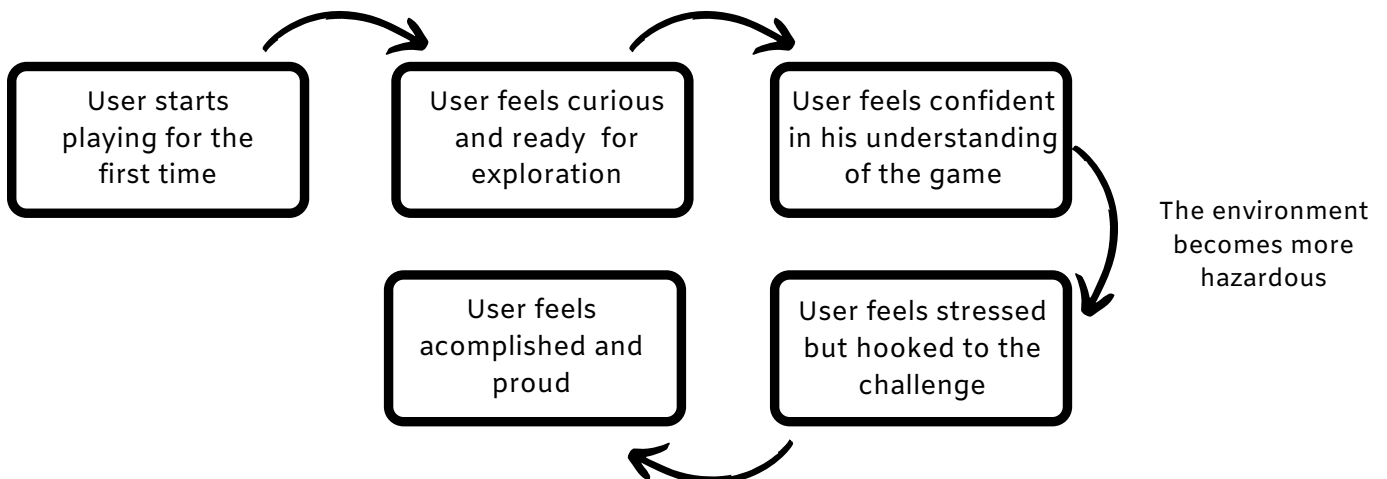 User starts
playing for the
first time
User feels curious
and ready for
exploration
User feels confident
in his understanding
of the game
The environment
becomes more
hazardous
User feels stressed
but hooked to the
challenge
User feels
acomplished and
proud